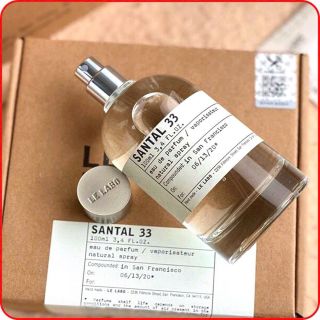 LE LABO
SANTAL 33
100ml 3,4 fl.oz.
eau de parfum / vaporisateur
natural spray
Compounded in San Francisco
On: 06/13/20*
For:
SANTAL 33
100ml 3,4 FL.OZ.
eau de parfum / vaporisateur
natural spray
Compounded in San Francisco
On: 06/13/20*
For: